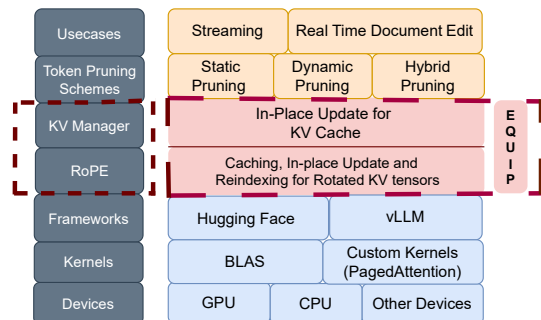 Usecases
Streaming
Real Time Document Edit
Token Pruning
Schemes
Static
Pruning
Dynamic
Pruning
Hybrid
Pruning
KV Manager
In-Place Update for
KV Cache
RoPE
Caching, In-place Update and
Reindexing for Rotated KV tensors
E
Q
U
I
P
Frameworks
Hugging Face
vLLM
Kernels
BLAS
Custom Kernels
(PagedAttention)
Devices
GPU
CPU
Other Devices